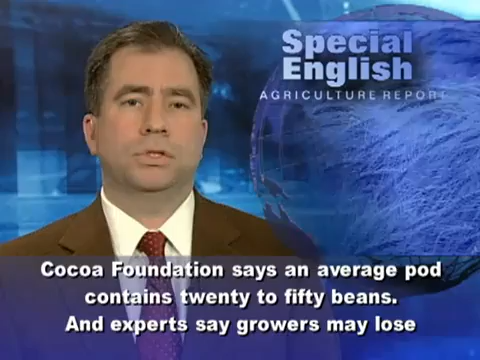 Special
English
AGRICULTURE REPORT
Cocoa Foundation says an average pod
contains twenty to fifty beans.
And experts say growers may lose